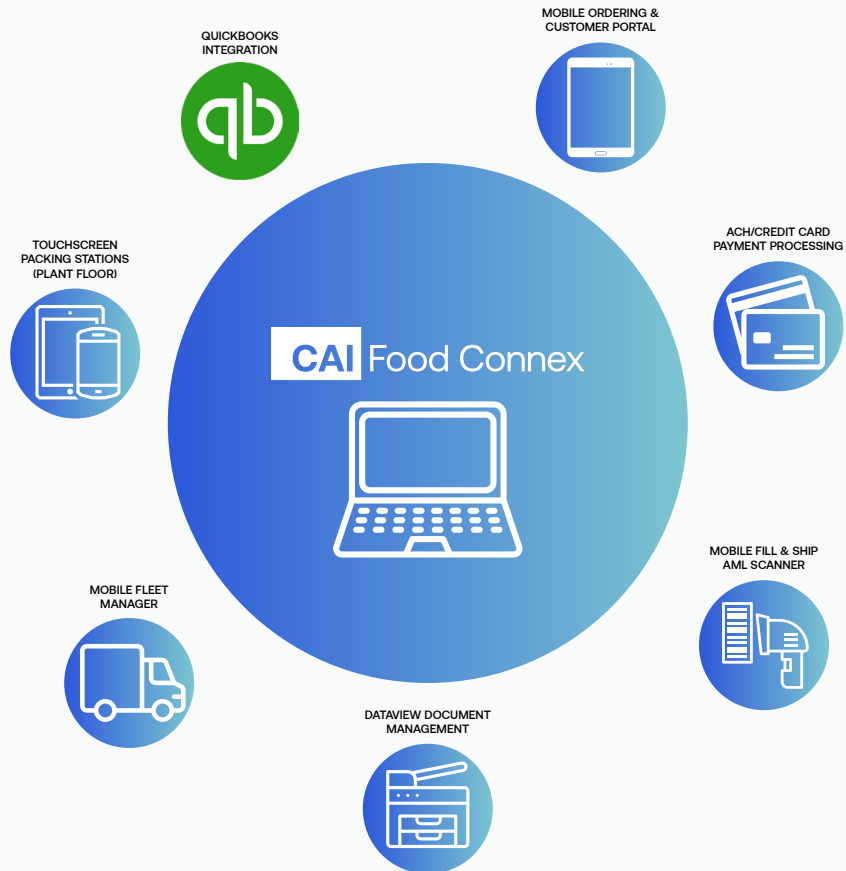 MOBILE ORDERING &
CUSTOMER PORTAL
QUICKBOOKS
INTEGRATION
qb
ACH/CREDIT CARD
PAYMENT PROCESSING
TOUCHSCREEN
PACKING STATIONS
(PLANT FLOOR)
CAI Food Connex
MOBILE FILL & SHIP
AML SCANNER
MOBILE FLEET
MANAGER
DATAVIEW DOCUMENT
MANAGEMENT